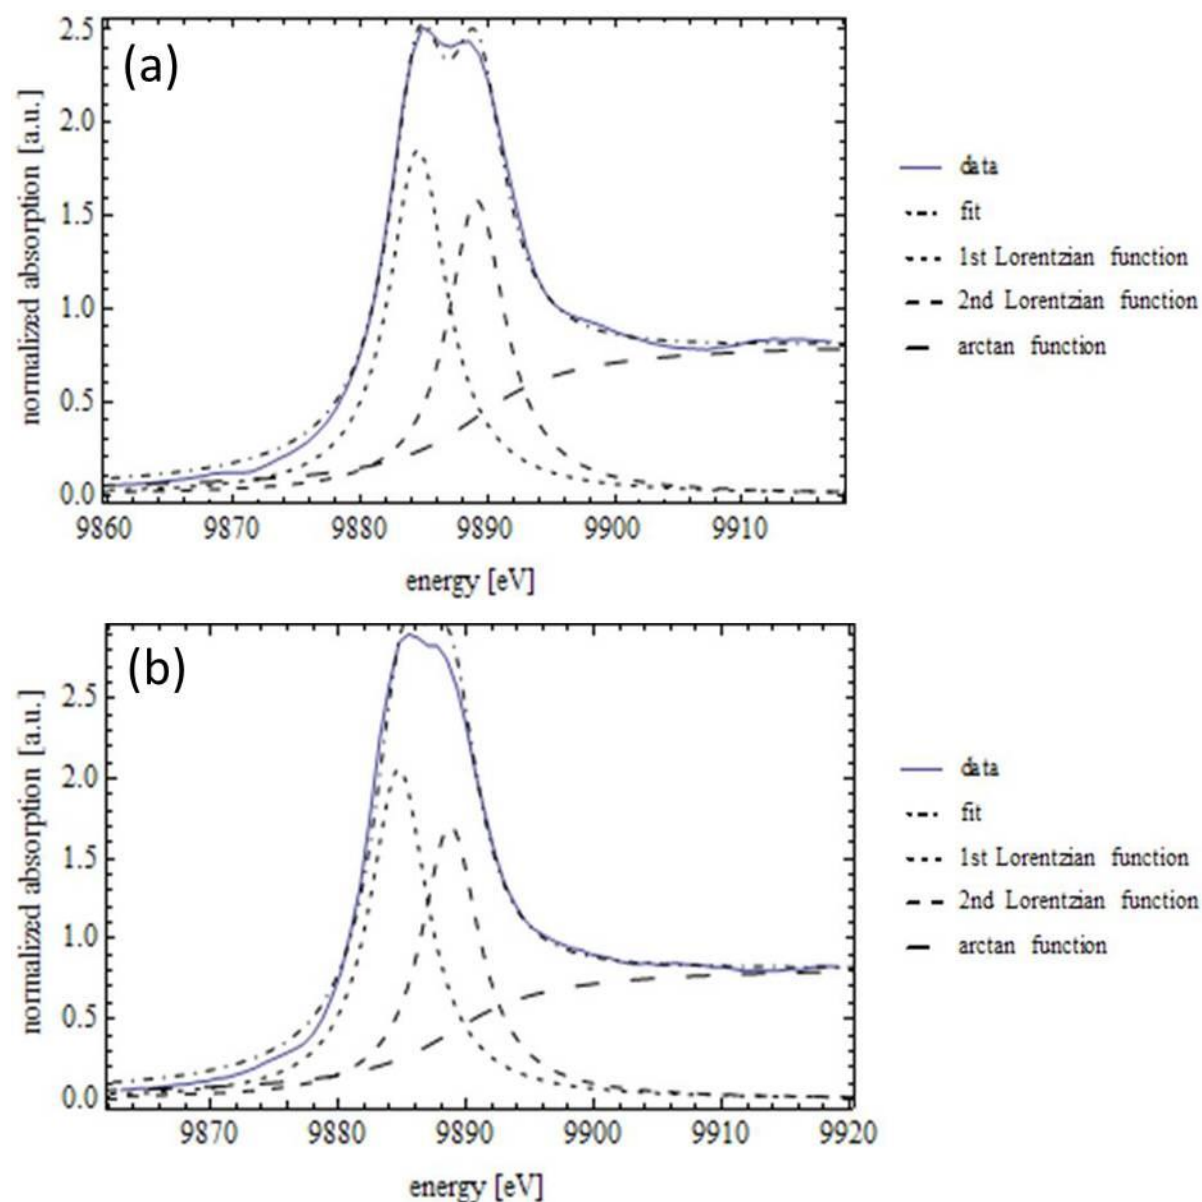 (a)
normalized absorption [a.u.]
2.5
2.0
1.5
1.0
0.5
0.0
9860 9870 9880 9890 9900 9910
energy [eV]
data
fit
1st Lorentzian function
2nd Lorentzian function
arctan function
(b)
normalized absorption [a.u.]
2.5
2.0
1.5
1.0
0.5
0.0
9870 9880 9890 9900 9910 9920
energy [eV]
data
fit
1st Lorentzian function
2nd Lorentzian function
arctan function